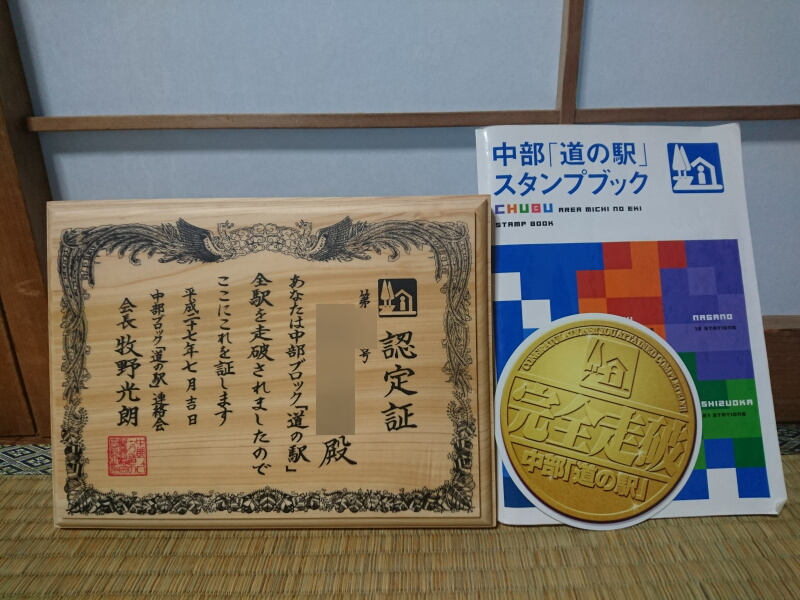 認定証
第 号
殿
あなたは中部ブロック「道の駅」
全駅を走破されましたので
ここにこれを証します
平成二十七年七月吉日
中部ブロック「道の駅」連絡会
会長 牧野光朗
中部「道の駅」
スタンプブック
CHUBU AREA MICHI NO EKI
STAMP BOOK
NAGANO
SHIZUOKA
21 STATIONS
完全走破
中部「道の駅」